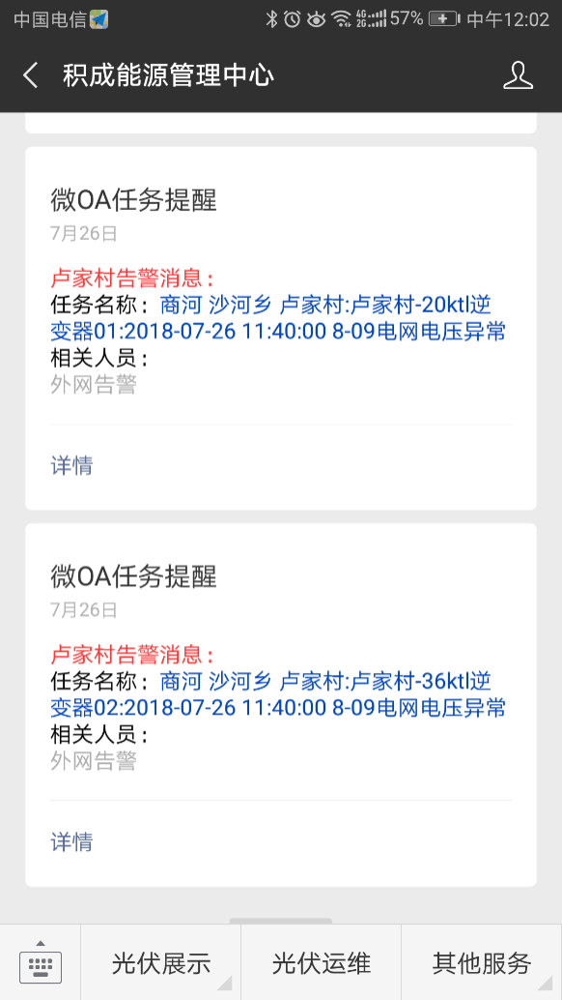 中国电信
4G
2G
57%
中午12:02
积成能源管理中心
微OA任务提醒
7月26日
卢家村告警消息：
任务名称：商河 沙河乡 卢家村:卢家村-20ktl逆
变器01:2018-07-26 11:40:00 8-09电网电压异常
相关人员：
外网告警
详情
微OA任务提醒
7月26日
卢家村告警消息：
任务名称：商河 沙河乡 卢家村:卢家村-36ktl逆
变器02:2018-07-26 11:40:00 8-09电网电压异常
相关人员：
外网告警
详情
光伏展示
光伏运维
其他服务